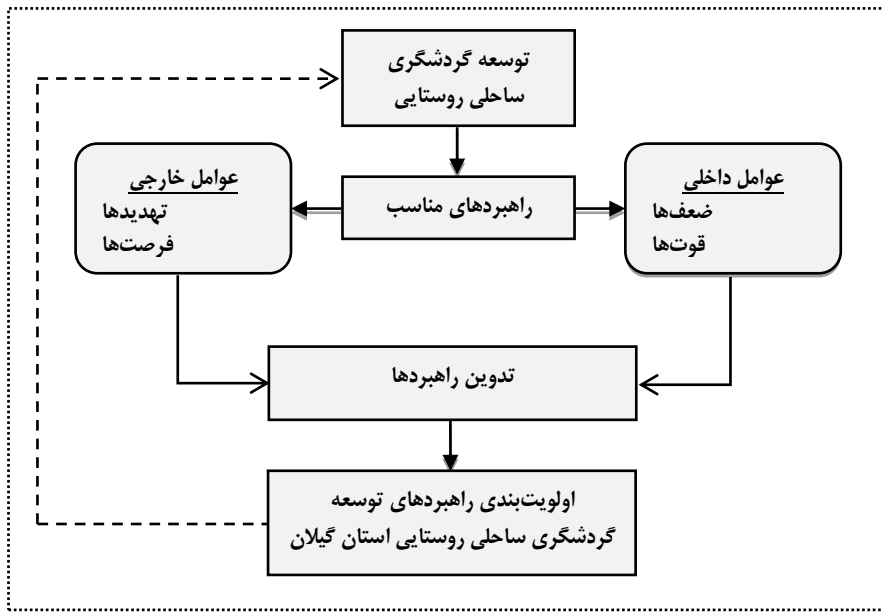 توسعه گردشگری
ساحلی روستایی
عوامل داخلی
ضعف‌ها
قوت‌ها
راهبردهای مناسب
عوامل خارجی
تهدیدها
فرصت‌ها
تدوین راهبردها
اولویت‌بندی راهبردهای توسعه
گردشگری ساحلی روستایی استان گیلان